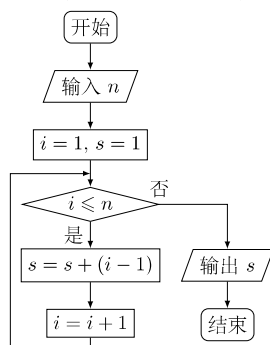 开始
输入 n
i = 1, s = 1
i ⩽ n
否
是
s = s + (i − 1)
输出 s
i = i + 1
结束